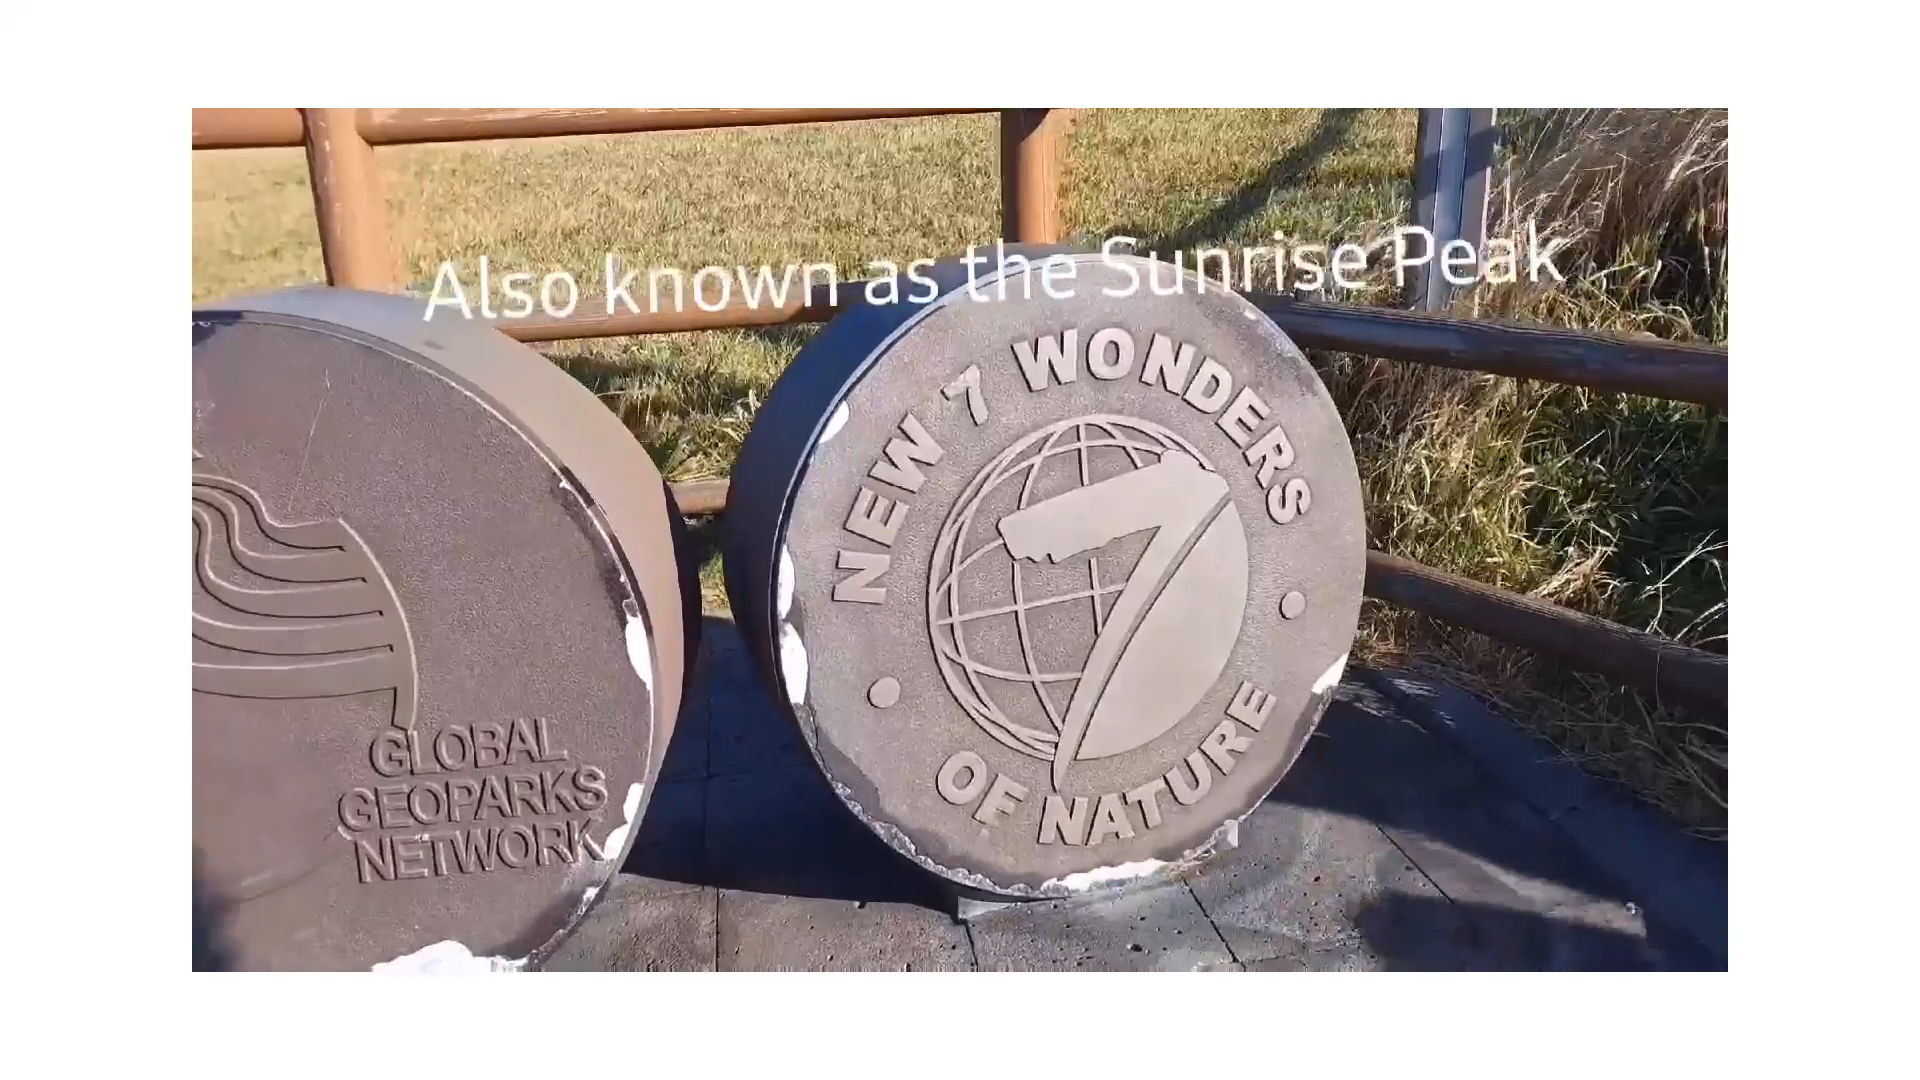 Also known as the Sunrise Peak
NEW 7 WONDERS
7
OF NATURE
GLOBAL
GEOPARKS
NETWORK